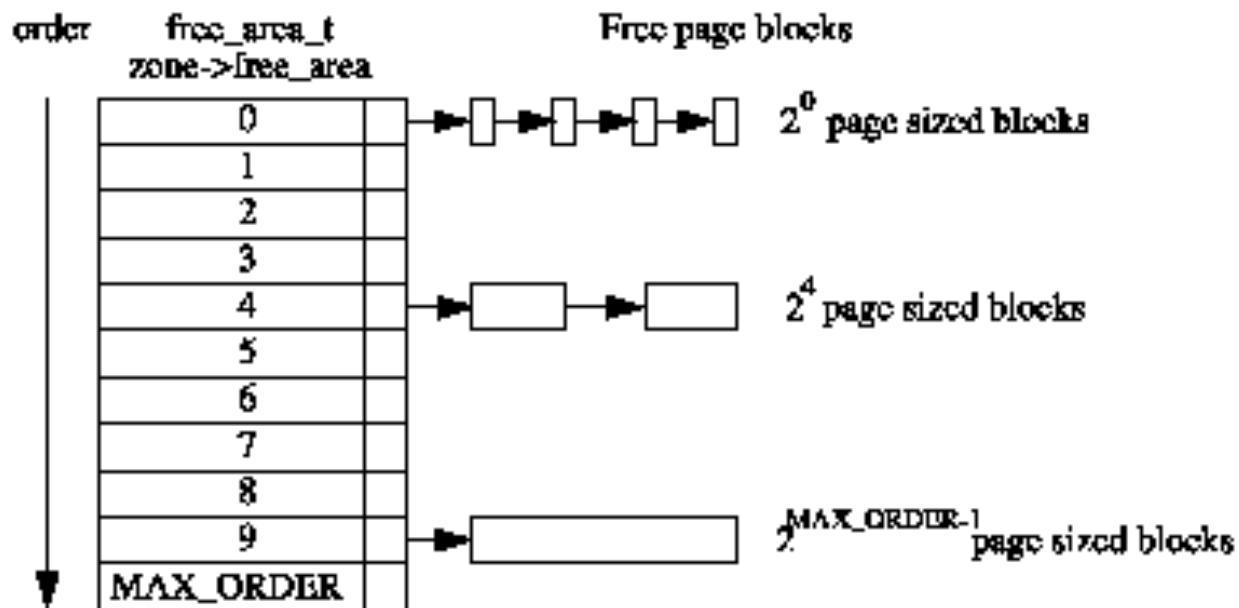 order free_area_t Free page blocks
zone->free_area
0 2^0 page sized blocks
1
2
3
4 2^4 page sized blocks
5
6
7
8
9 2^MAX_ORDER-1 page sized blocks
MAX_ORDER